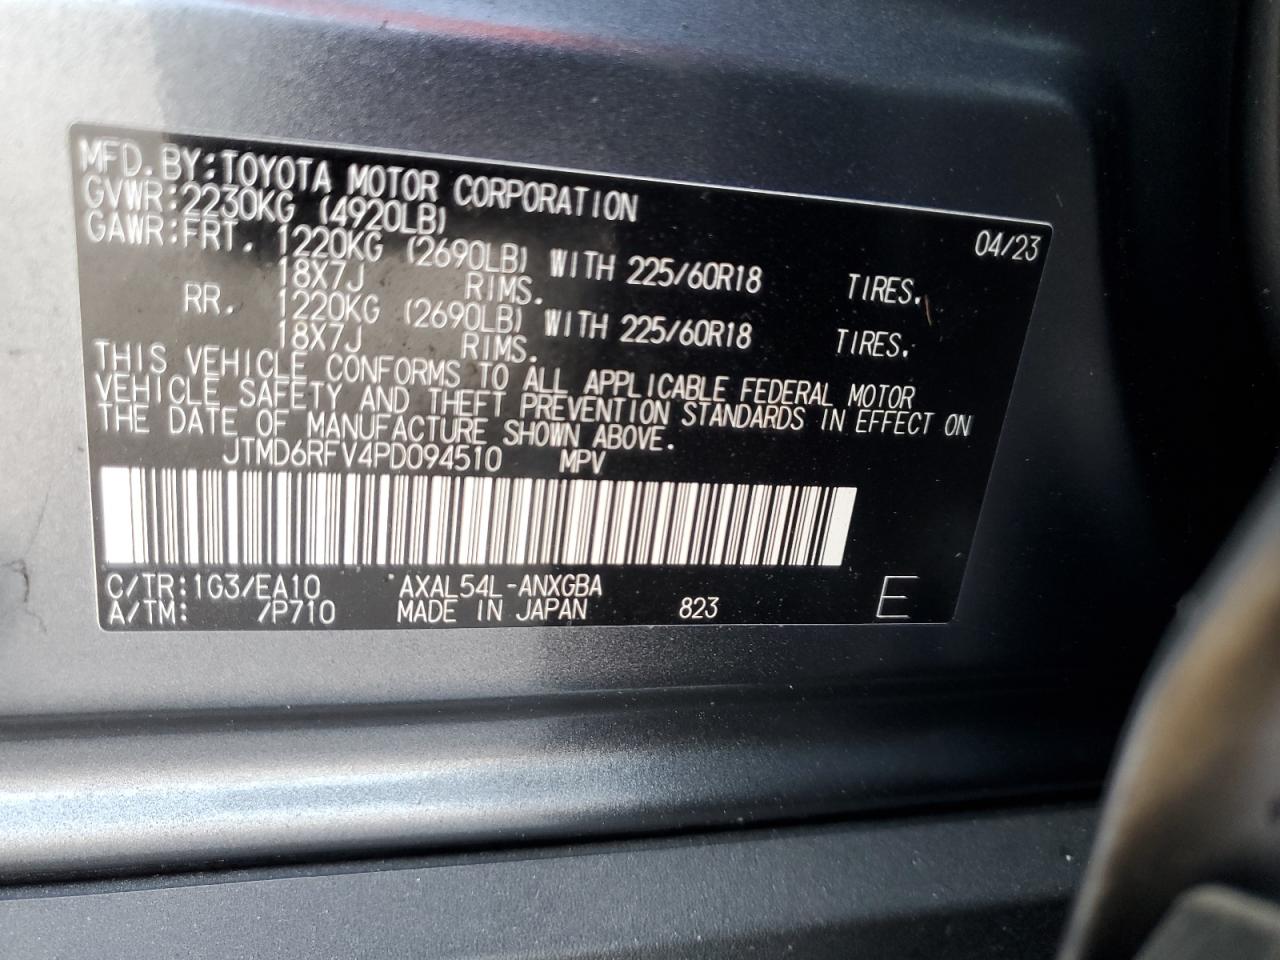 MFD. BY:TOYOTA MOTOR CORPORATION 04/23
GVWR:2230KG (4920LB)
GAWR:FRT. 1220KG (2690LB) WITH 225/60R18 TIRES,
18X7J RIMS.
RR. 1220KG (2690LB) WITH 225/60R18 TIRES,
18X7J RIMS.
THIS VEHICLE CONFORMS TO ALL APPLICABLE FEDERAL MOTOR
VEHICLE SAFETY AND THEFT PREVENTION STANDARDS IN EFFECT ON
THE DATE OF MANUFACTURE SHOWN ABOVE.
JTMD6RFV4PD094510 MPV
C/TR:1G3/EA10 AXAL54L-ANXGBA
A/TM: /P710 MADE IN JAPAN 823 E